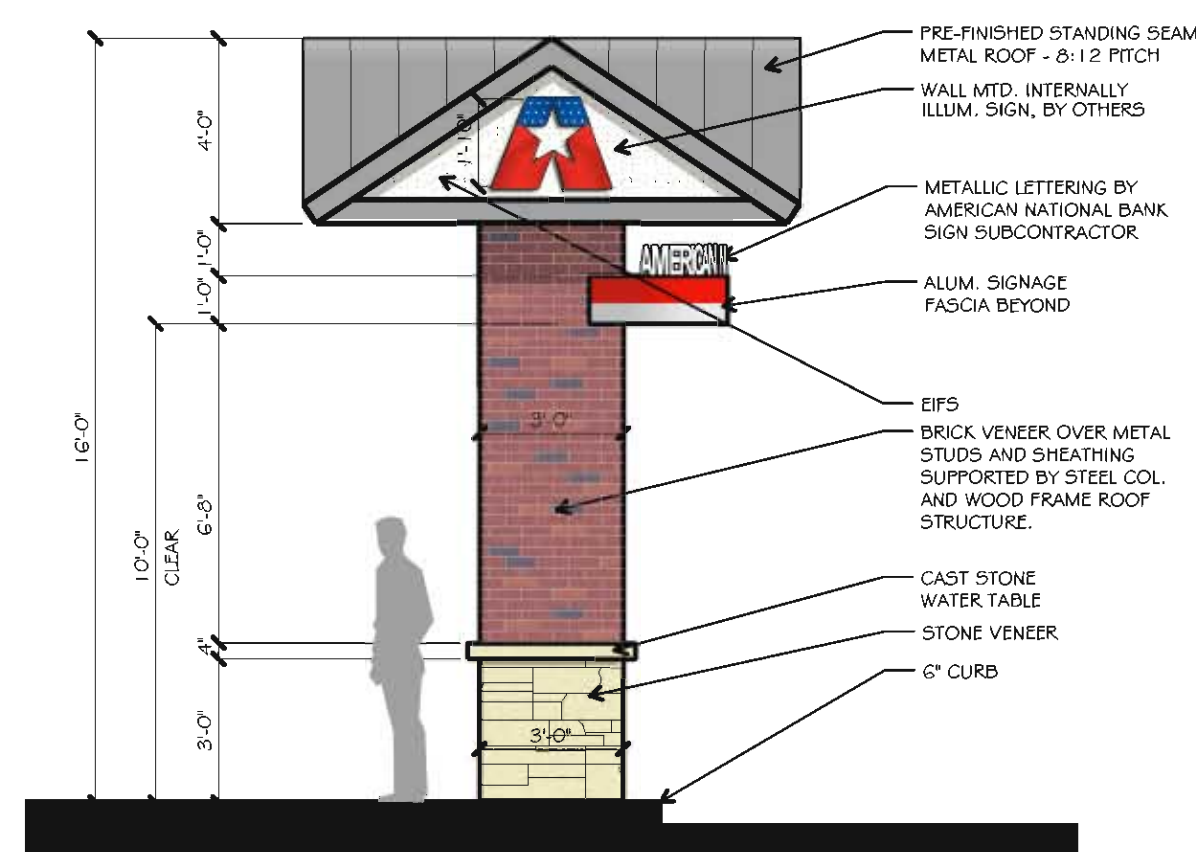 PRE-FINISHED STANDING SEAM
METAL ROOF - 8:12 PITCH
WALL MTD. INTERNALLY
ILLUM. SIGN, BY OTHERS
4'-0"
1'-10"
METALLIC LETTERING BY
AMERICAN NATIONAL BANK
SIGN SUBCONTRACTOR
1'-0"
AMERICAN N
ALUM. SIGNAGE
FASCIA BEYOND
1'-0"
EIFS
16'-0"
3'-0"
BRICK VENEER OVER METAL
STUDS AND SHEATHING
SUPPORTED BY STEEL COL.
AND WOOD FRAME ROOF
STRUCTURE.
6'-8"
10'-0"
CLEAR
CAST STONE
WATER TABLE
4"
STONE VENEER
6" CURB
3'-0"
3'-0"